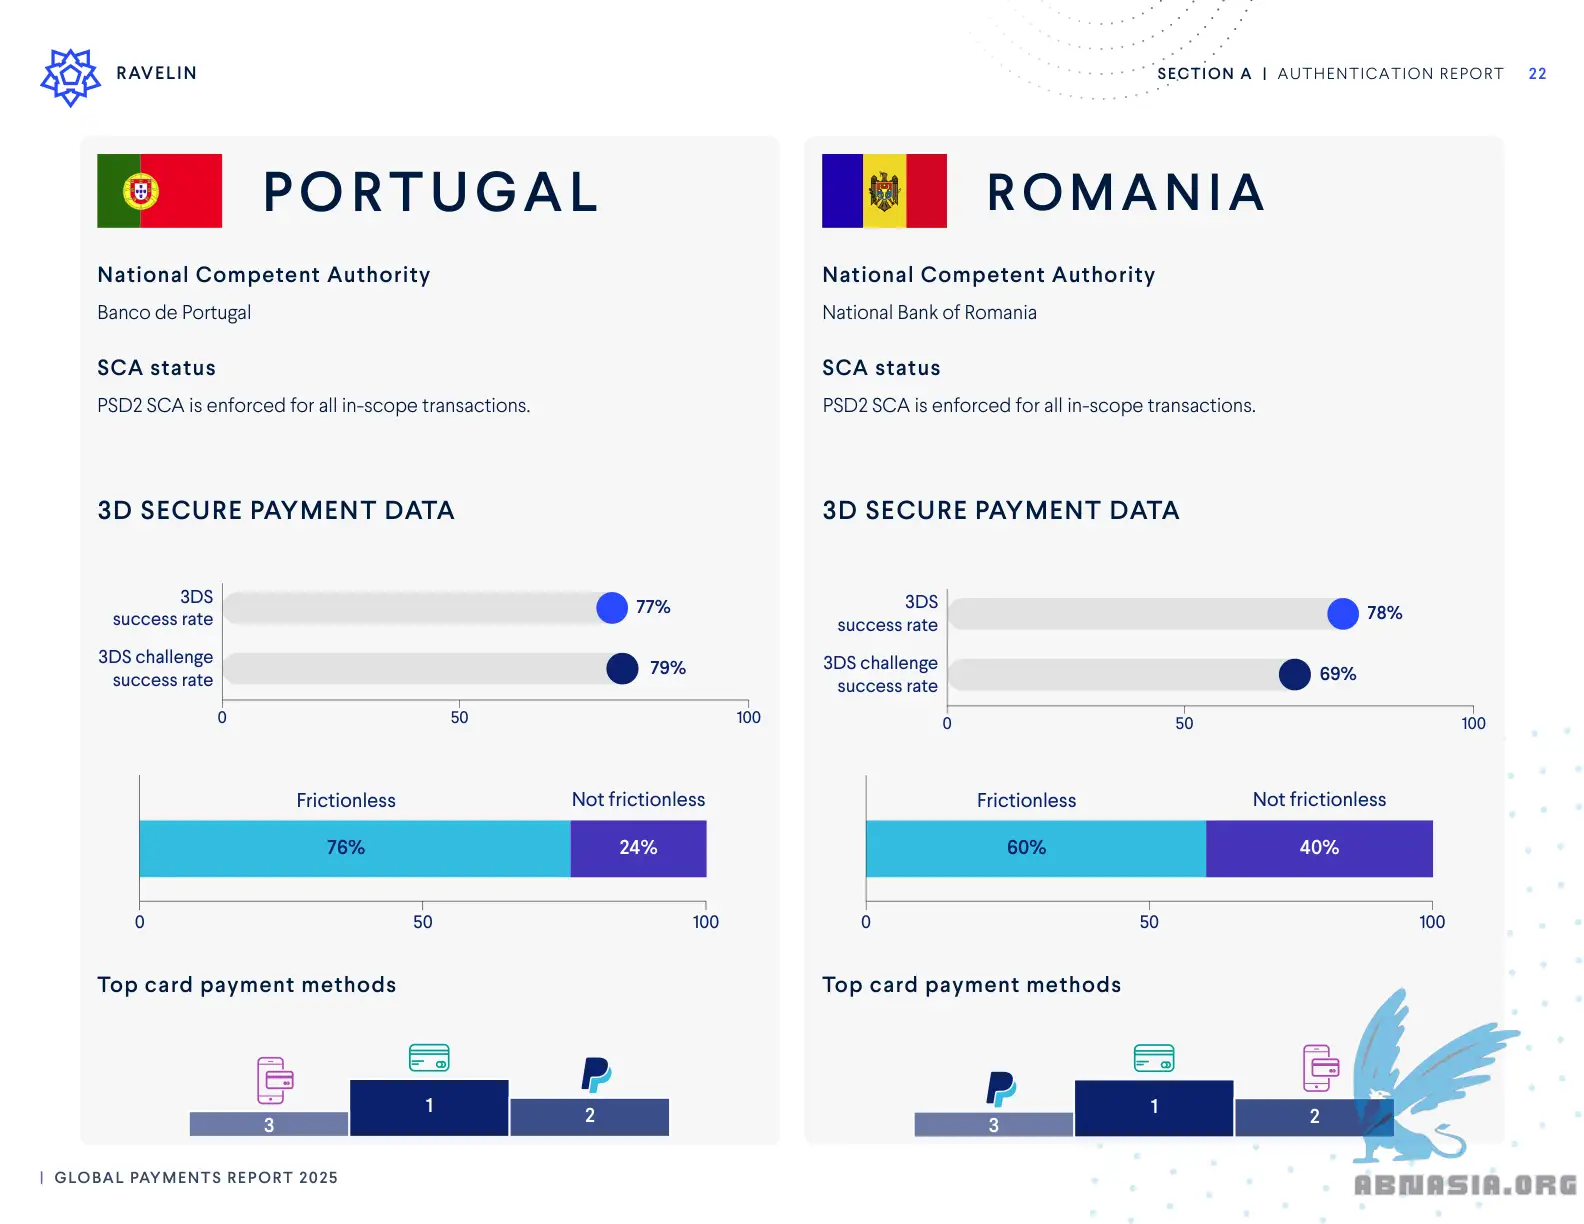 RAVELIN
SECTION A | AUTHENTICATION REPORT 22
PORTUGAL
National Competent Authority
Banco de Portugal
SCA status
PSD2 SCA is enforced for all in-scope transactions.
3D SECURE PAYMENT DATA
3DS
success rate
77%
3DS challenge
success rate
79%
0 50 100
Frictionless Not frictionless
76% 24%
0 50 100
Top card payment methods
3 1 2
ROMANIA
National Competent Authority
National Bank of Romania
SCA status
PSD2 SCA is enforced for all in-scope transactions.
3D SECURE PAYMENT DATA
3DS
success rate
78%
3DS challenge
success rate
69%
0 50 100
Frictionless Not frictionless
60% 40%
0 50 100
Top card payment methods
3 1 2
| GLOBAL PAYMENTS REPORT 2025
ABNASIA.ORG